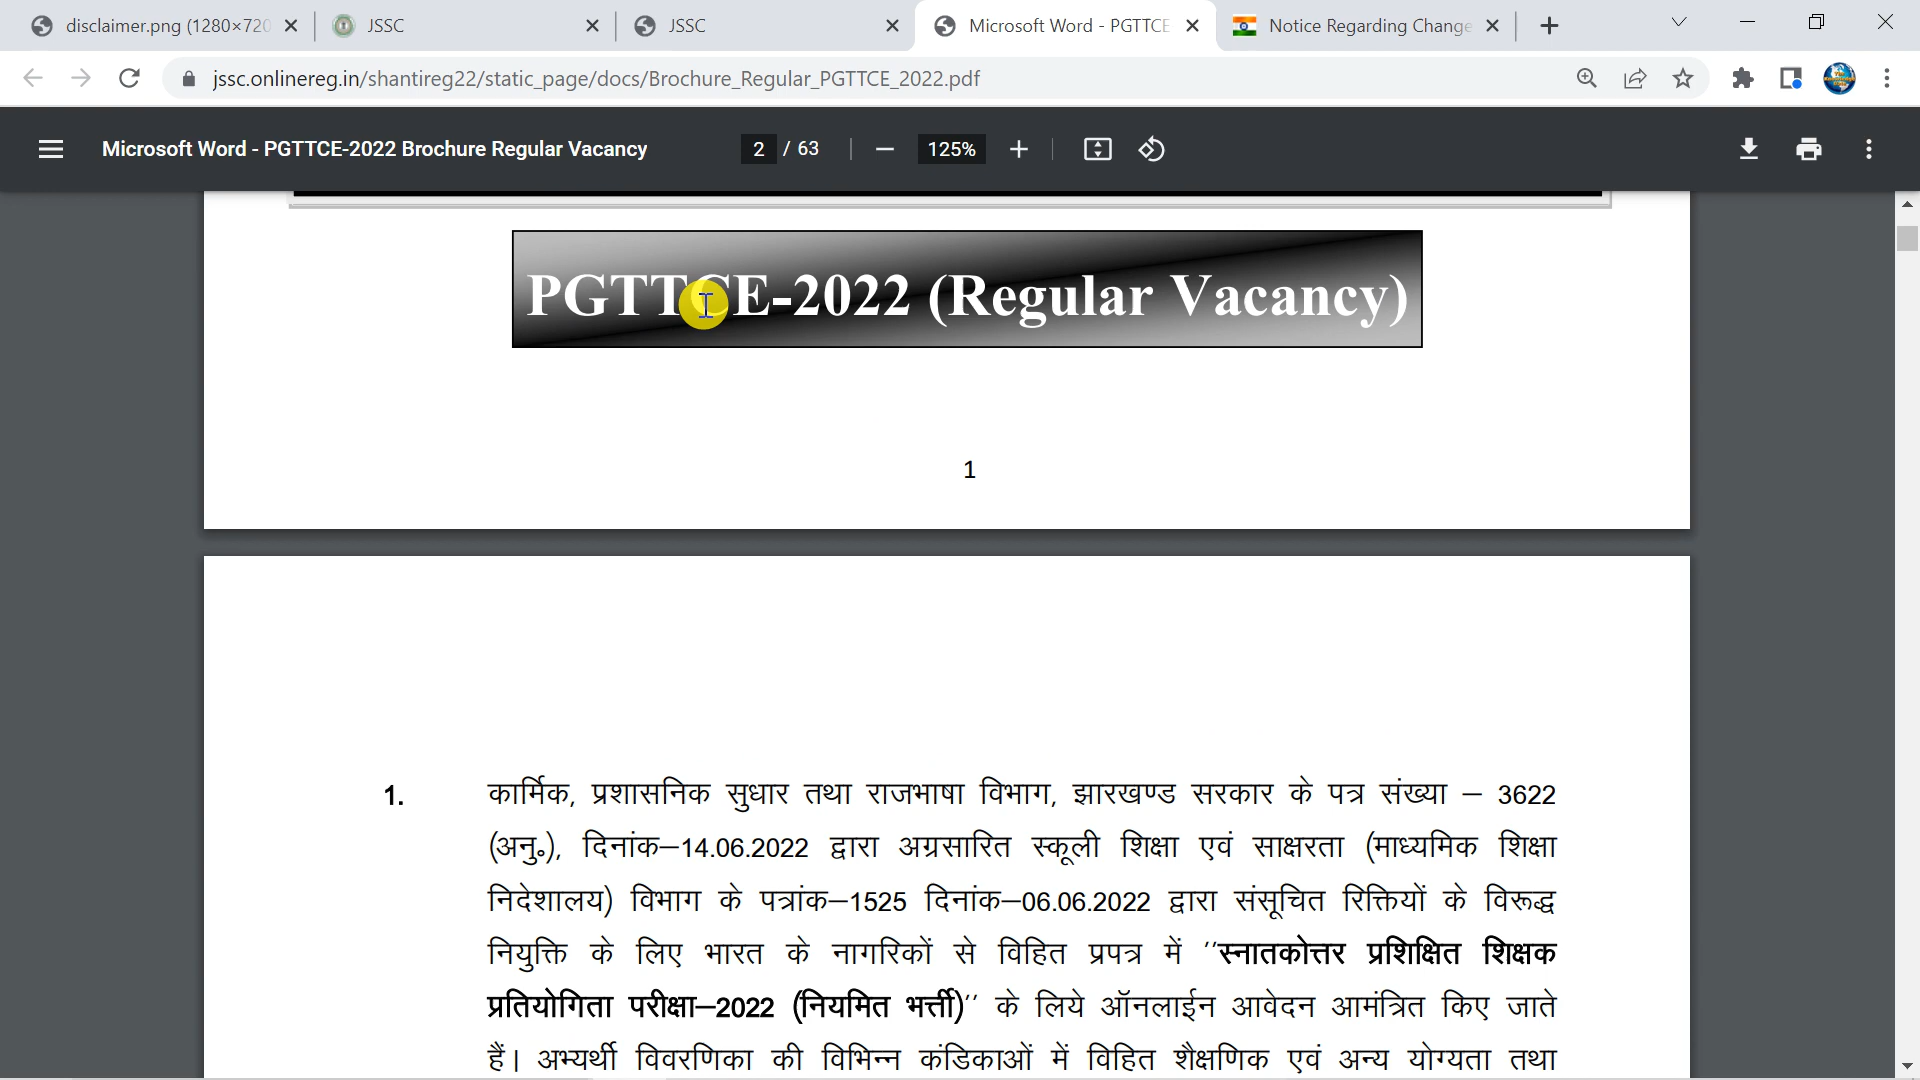 disclaimer.png (1280×720
JSSC
JSSC
Microsoft Word - PGTTCE
Notice Regarding Change
jssc.onlinereg.in/shantireg22/static_page/docs/Brochure_Regular_PGTTCE_2022.pdf
Microsoft Word - PGTTCE-2022 Brochure Regular Vacancy
2 / 63
125%
PGTTCE-2022 (Regular Vacancy)
1
1. कार्मिक, प्रशासनिक सुधार तथा राजभाषा विभाग, झारखण्ड सरकार के पत्र संख्या – 3622
(अनु॰), दिनांक–14.06.2022 द्वारा अग्रसारित स्कूली शिक्षा एवं साक्षरता (माध्यमिक शिक्षा
निदेशालय) विभाग के पत्रांक–1525 दिनांक–06.06.2022 द्वारा संसूचित रिक्तियों के विरूद्ध
नियुक्ति के लिए भारत के नागरिकों से विहित प्रपत्र में ''स्नातकोत्तर प्रशिक्षित शिक्षक
प्रतियोगिता परीक्षा–2022 (नियमित भर्त्ती)'' के लिये ऑनलाईन आवेदन आमंत्रित किए जाते
हैं। अभ्यर्थी विवरणिका की विभिन्न कंडिकाओं में विहित शैक्षणिक एवं अन्य योग्यता तथा